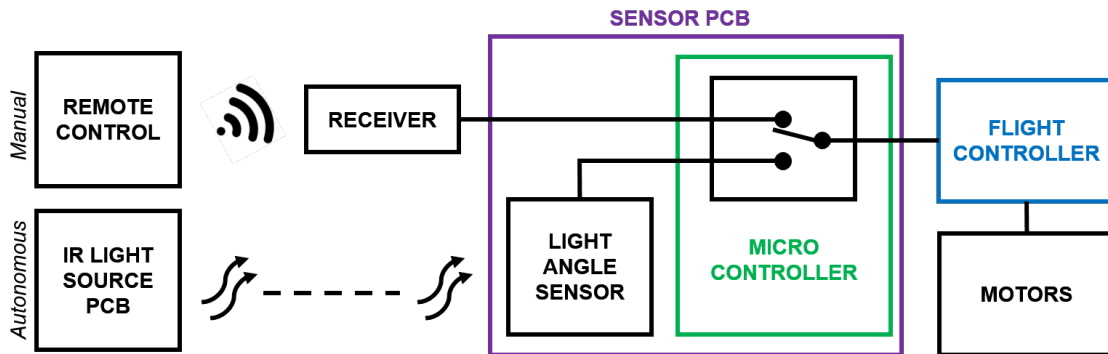 SENSOR PCB
Manual
REMOTE
CONTROL
RECEIVER
FLIGHT
CONTROLLER
Autonomous
IR LIGHT
SOURCE
PCB
LIGHT
ANGLE
SENSOR
MICRO
CONTROLLER
MOTORS